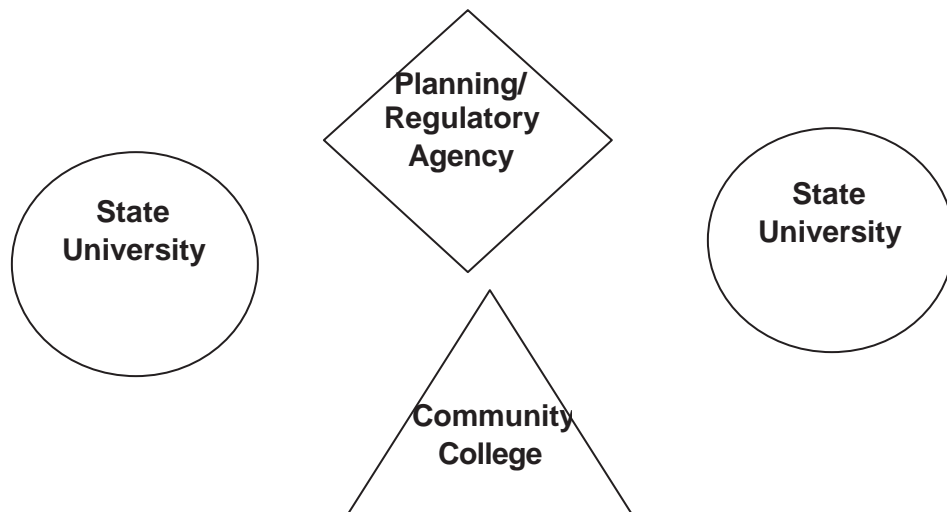 Planning/
Regulatory
Agency
State
University
State
University
Community
College